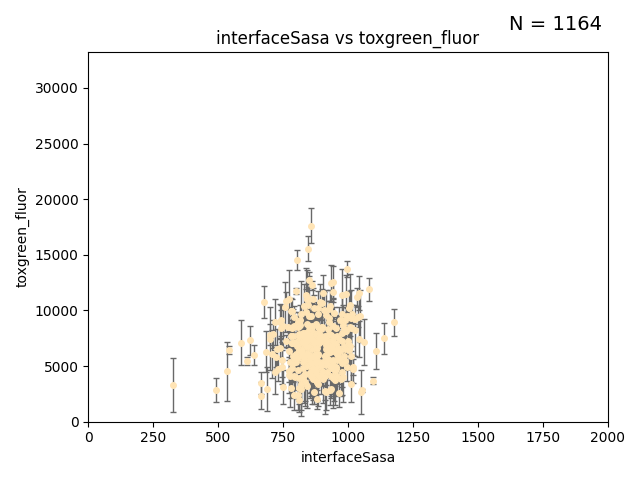 N = 1164
interfaceSasa vs toxgreen_fluor
30000
25000
20000
15000
10000
5000
0
toxgreen_fluor
0 250 500 750 1000 1250 1500 1750 2000
interfaceSasa